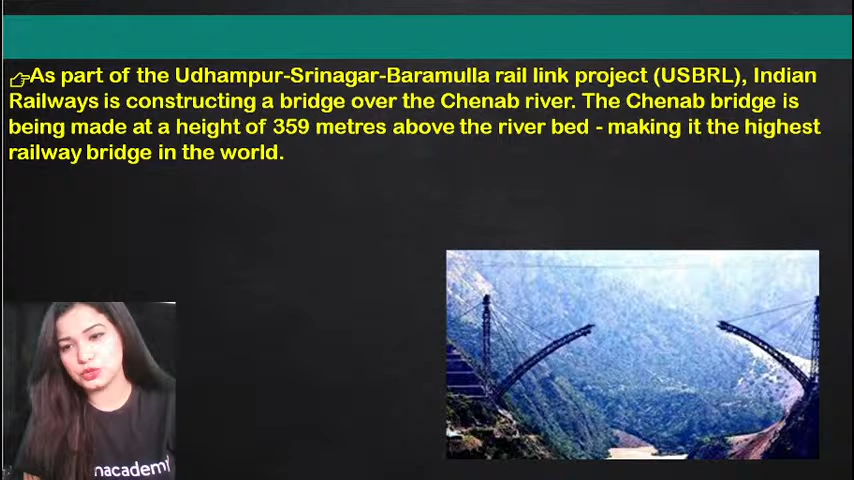 As part of the Udhampur-Srinagar-Baramulla rail link project (USBRL), Indian
Railways is constructing a bridge over the Chenab river. The Chenab bridge is
being made at a height of 359 metres above the river bed - making it the highest
railway bridge in the world.
nacademy